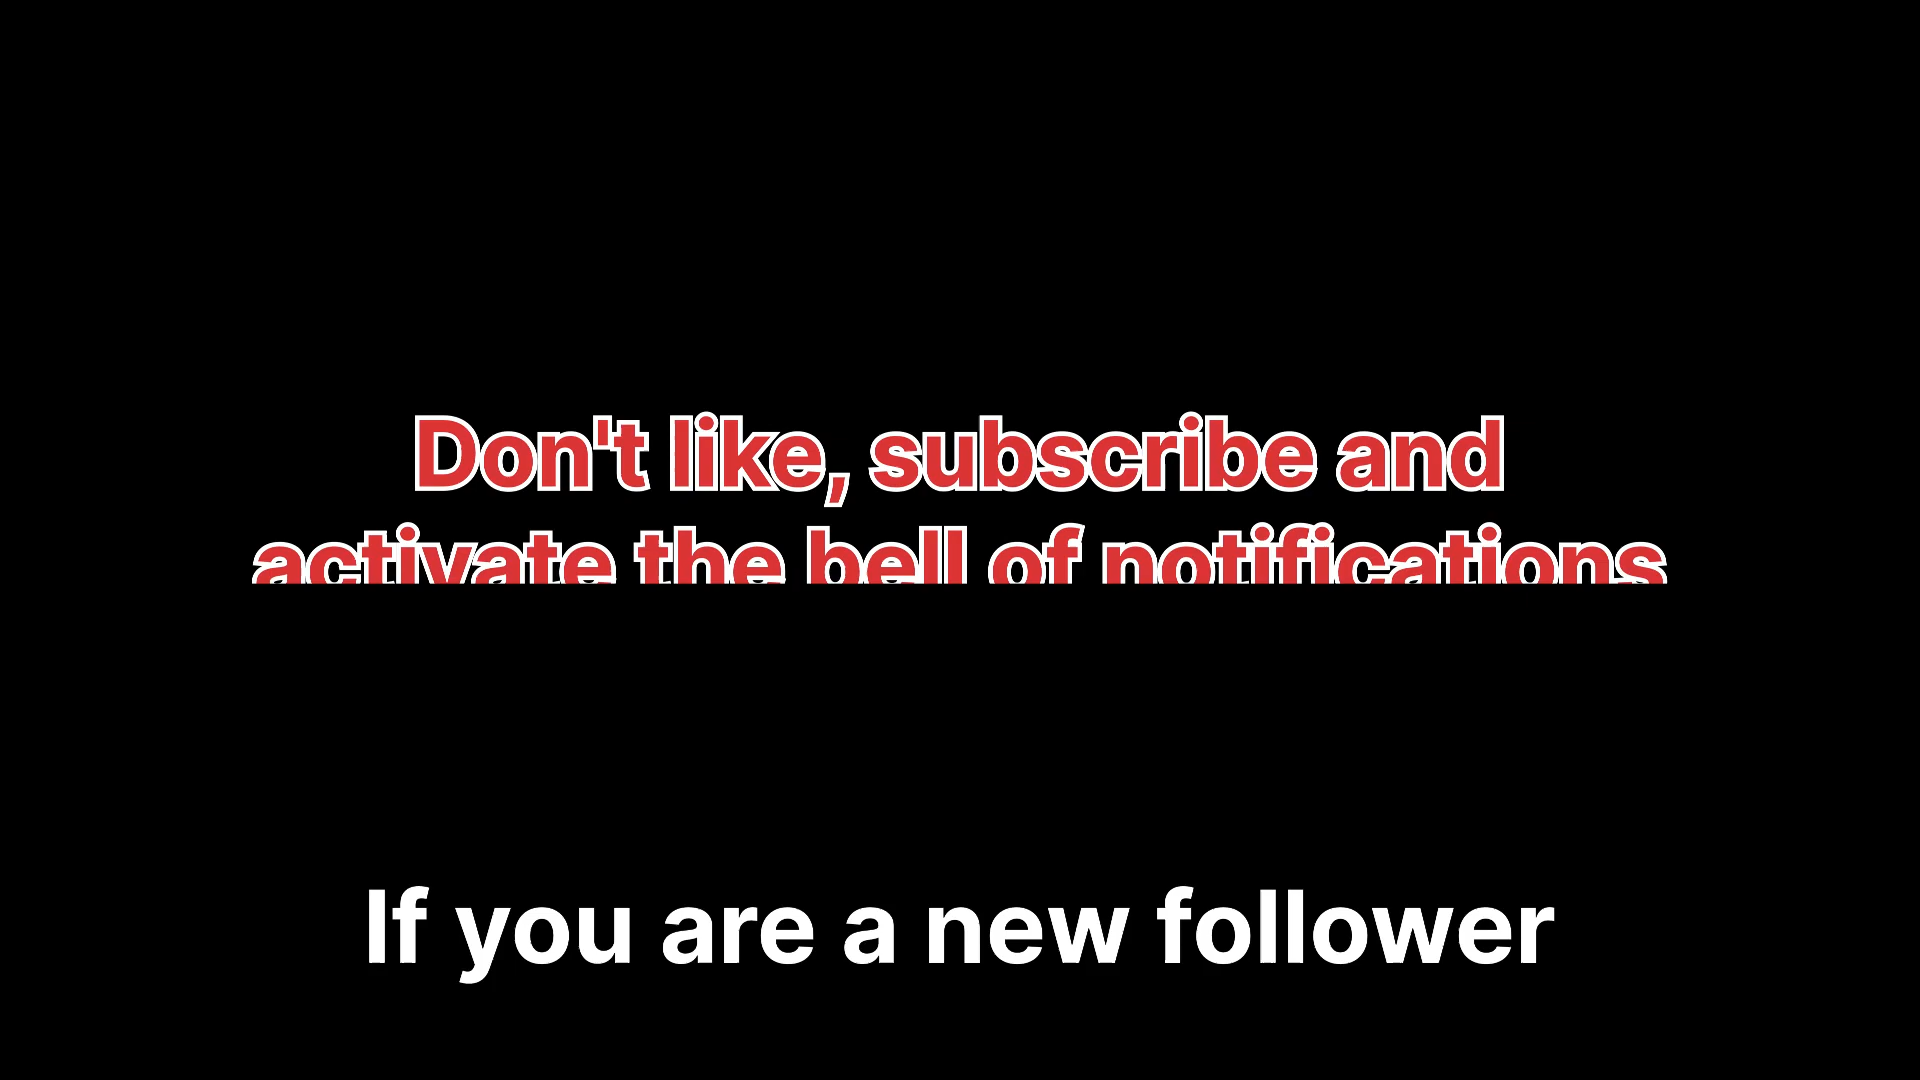 Don't like, subscribe and
activate the bell of notifications
If you are a new follower